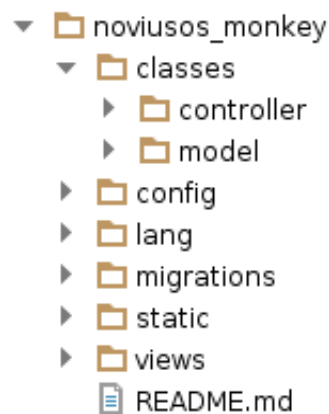 noviusos_monkey
classes
controller
model
config
lang
migrations
static
views
README.md